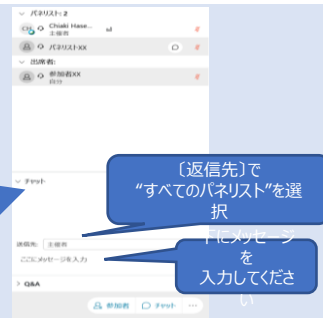 パネリスト: 2
Chiaki Hase...
主催者
パネリストXX
出席者:
参加者XX
自分
チャット
〔返信先〕で
“すべてのパネリスト”を選
択
送信先: 主催者
ここにメッセージを入力
下にメッセージ
を
入力してくださ
い
Q&A
参加者 チャット ...